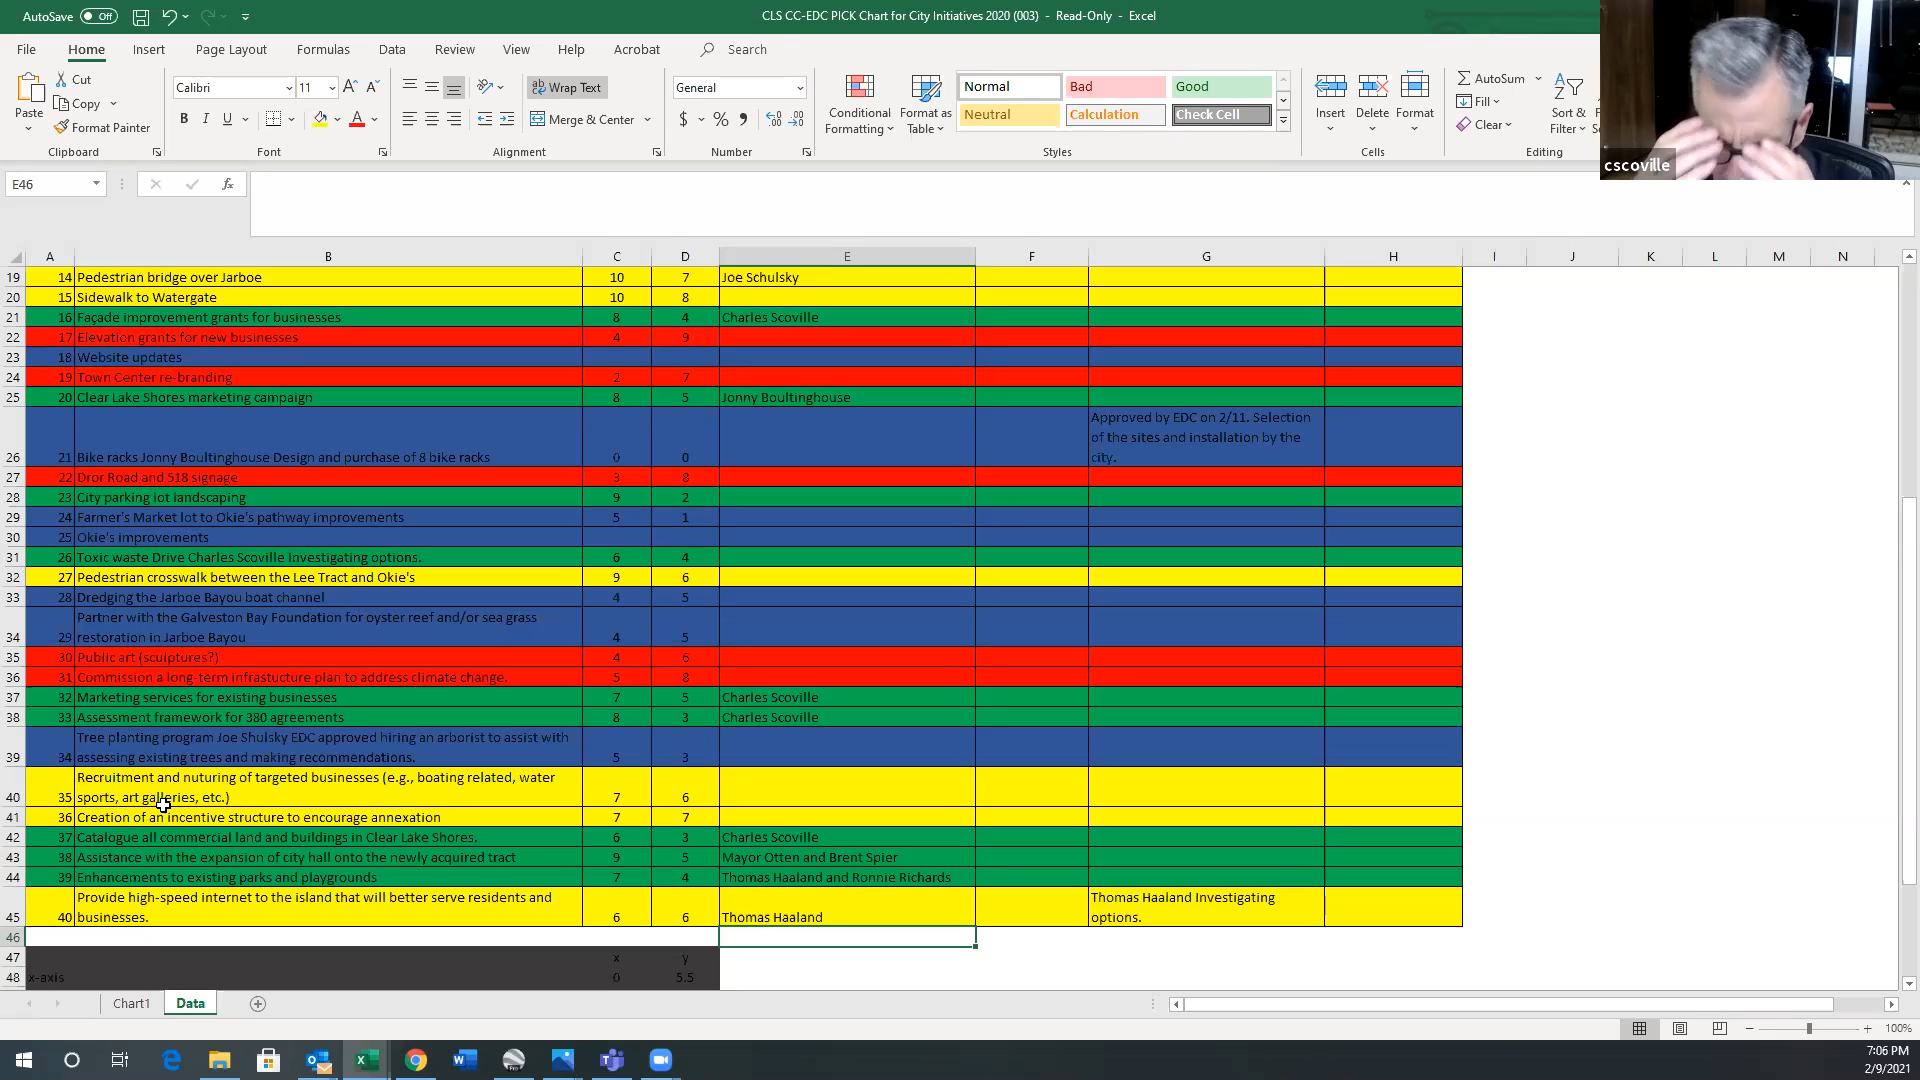 AutoSave Off CLS CC-EDC PICK Chart for City Initiatives 2020 (003) - Read-Only - Excel
File Home Insert Page Layout Formulas Data Review View Help Acrobat Search
Cut
Copy
Format Painter
Paste
Calibri 11
B I U
Wrap Text
Merge & Center
General
$ %
Conditional Formatting
Format as Table
Normal Bad Good
Neutral Calculation Check Cell
Insert Delete Format
AutoSum
Fill
Clear
Sort & Filter
Clipboard Font Alignment Number Styles Cells Editing
cscoville
E46 fx
A B C D E F G H I J K L M N
19 14 Pedestrian bridge over Jarboe 10 7 Joe Schulsky
20 15 Sidewalk to Watergate 10 8
21 16 Façade improvement grants for businesses 8 4 Charles Scoville
22 17 Elevation grants for new businesses 4 9
23 18 Website updates
24 19 Town Center re-branding 2 7
25 20 Clear Lake Shores marketing campaign 8 5 Jonny Boultinghouse
Approved by EDC on 2/11. Selection
of the sites and installation by the
26 21 Bike racks Jonny Boultinghouse Design and purchase of 8 bike racks 0 0 city.
27 22 Dror Road and 518 signage 3 8
28 23 City parking lot landscaping 9 2
29 24 Farmer's Market lot to Okie's pathway improvements 5 1
30 25 Okie's improvements
31 26 Toxic waste Drive Charles Scoville Investigating options. 6 4
32 27 Pedestrian crosswalk between the Lee Tract and Okie's 9 6
33 28 Dredging the Jarboe Bayou boat channel 4 5
Partner with the Galveston Bay Foundation for oyster reef and/or sea grass
34 29 restoration in Jarboe Bayou 4 5
35 30 Public art (sculptures?) 4 6
36 31 Commission a long-term infrastucture plan to address climate change. 5 8
37 32 Marketing services for existing businesses 7 5 Charles Scoville
38 33 Assessment framework for 380 agreements 8 3 Charles Scoville
Tree planting program Joe Shulsky EDC approved hiring an arborist to assist with
39 34 assessing existing trees and making recommendations. 5 3
Recruitment and nuturing of targeted businesses (e.g., boating related, water
40 35 sports, art galleries, etc.) 7 6
41 36 Creation of an incentive structure to encourage annexation 7 7
42 37 Catalogue all commercial land and buildings in Clear Lake Shores. 6 3 Charles Scoville
43 38 Assistance with the expansion of city hall onto the newly acquired tract 9 5 Mayor Otten and Brent Spier
44 39 Enhancements to existing parks and playgrounds 7 4 Thomas Haaland and Ronnie Richards
Provide high-speed internet to the island that will better serve residents and Thomas Haaland Investigating
45 40 businesses. 6 6 Thomas Haaland options.
46
47 x y
48 x-axis 0 5.5
Chart1 Data
100%
7:06 PM
2/9/2021